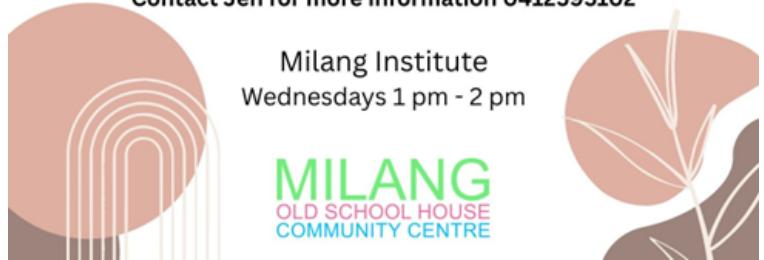 Contact Jen for more information
Milang Institute
Wednesdays 1 pm - 2 pm
MILANG
OLD SCHOOL HOUSE
COMMUNITY CENTRE